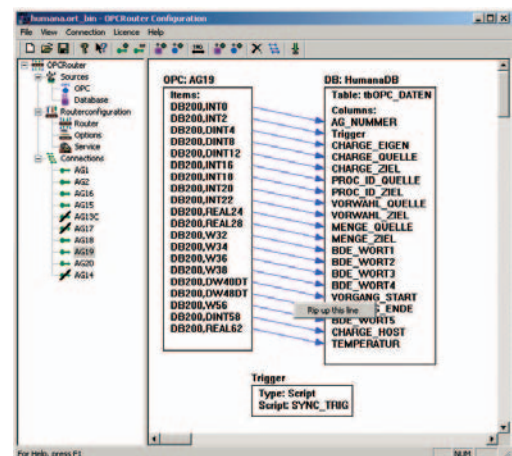 humana.ort_bin - OPCRouter Configuration
File View Connection Licence Help
OPCRouter
Sources
OPC
Database
Routerconfiguration
Router
Options
Service
Connections
AG1
AG2
AG16
AG15
AG13C
AG17
AG18
AG19
AG20
AG14
OPC: AG19
Items:
DB200,INT0
DB200,INT2
DB200,DINT4
DB200,DINT8
DB200,DINT12
DB200,INT16
DB200,INT18
DB200,INT20
DB200,INT22
DB200,REAL24
DB200,REAL28
DB200,W32
DB200,W34
DB200,W36
DB200,W38
DB200,DW40DT
DB200,DW48DT
DB200,W56
DB200,DINT58
DB200,REAL62
DB: HumanaDB
Table: tbOPC_DATEN
Columns:
AG_NUMMER
Trigger
CHARGE_EIGEN
CHARGE_QUELLE
CHARGE_ZIEL
PROC_ID_QUELLE
PROC_ID_ZIEL
VORWAHL_QUELLE
VORWAHL_ZIEL
MENGE_QUELLE
MENGE_ZIEL
BDE_WORT1
BDE_WORT2
BDE_WORT3
BDE_WORT4
VORGANG_START
Rip up this line
_ENDE
BDE_WORT5
CHARGE_HOST
TEMPERATUR
Trigger
Type: Script
Script: SYNC_TRIG
For Help, press F1
NUM